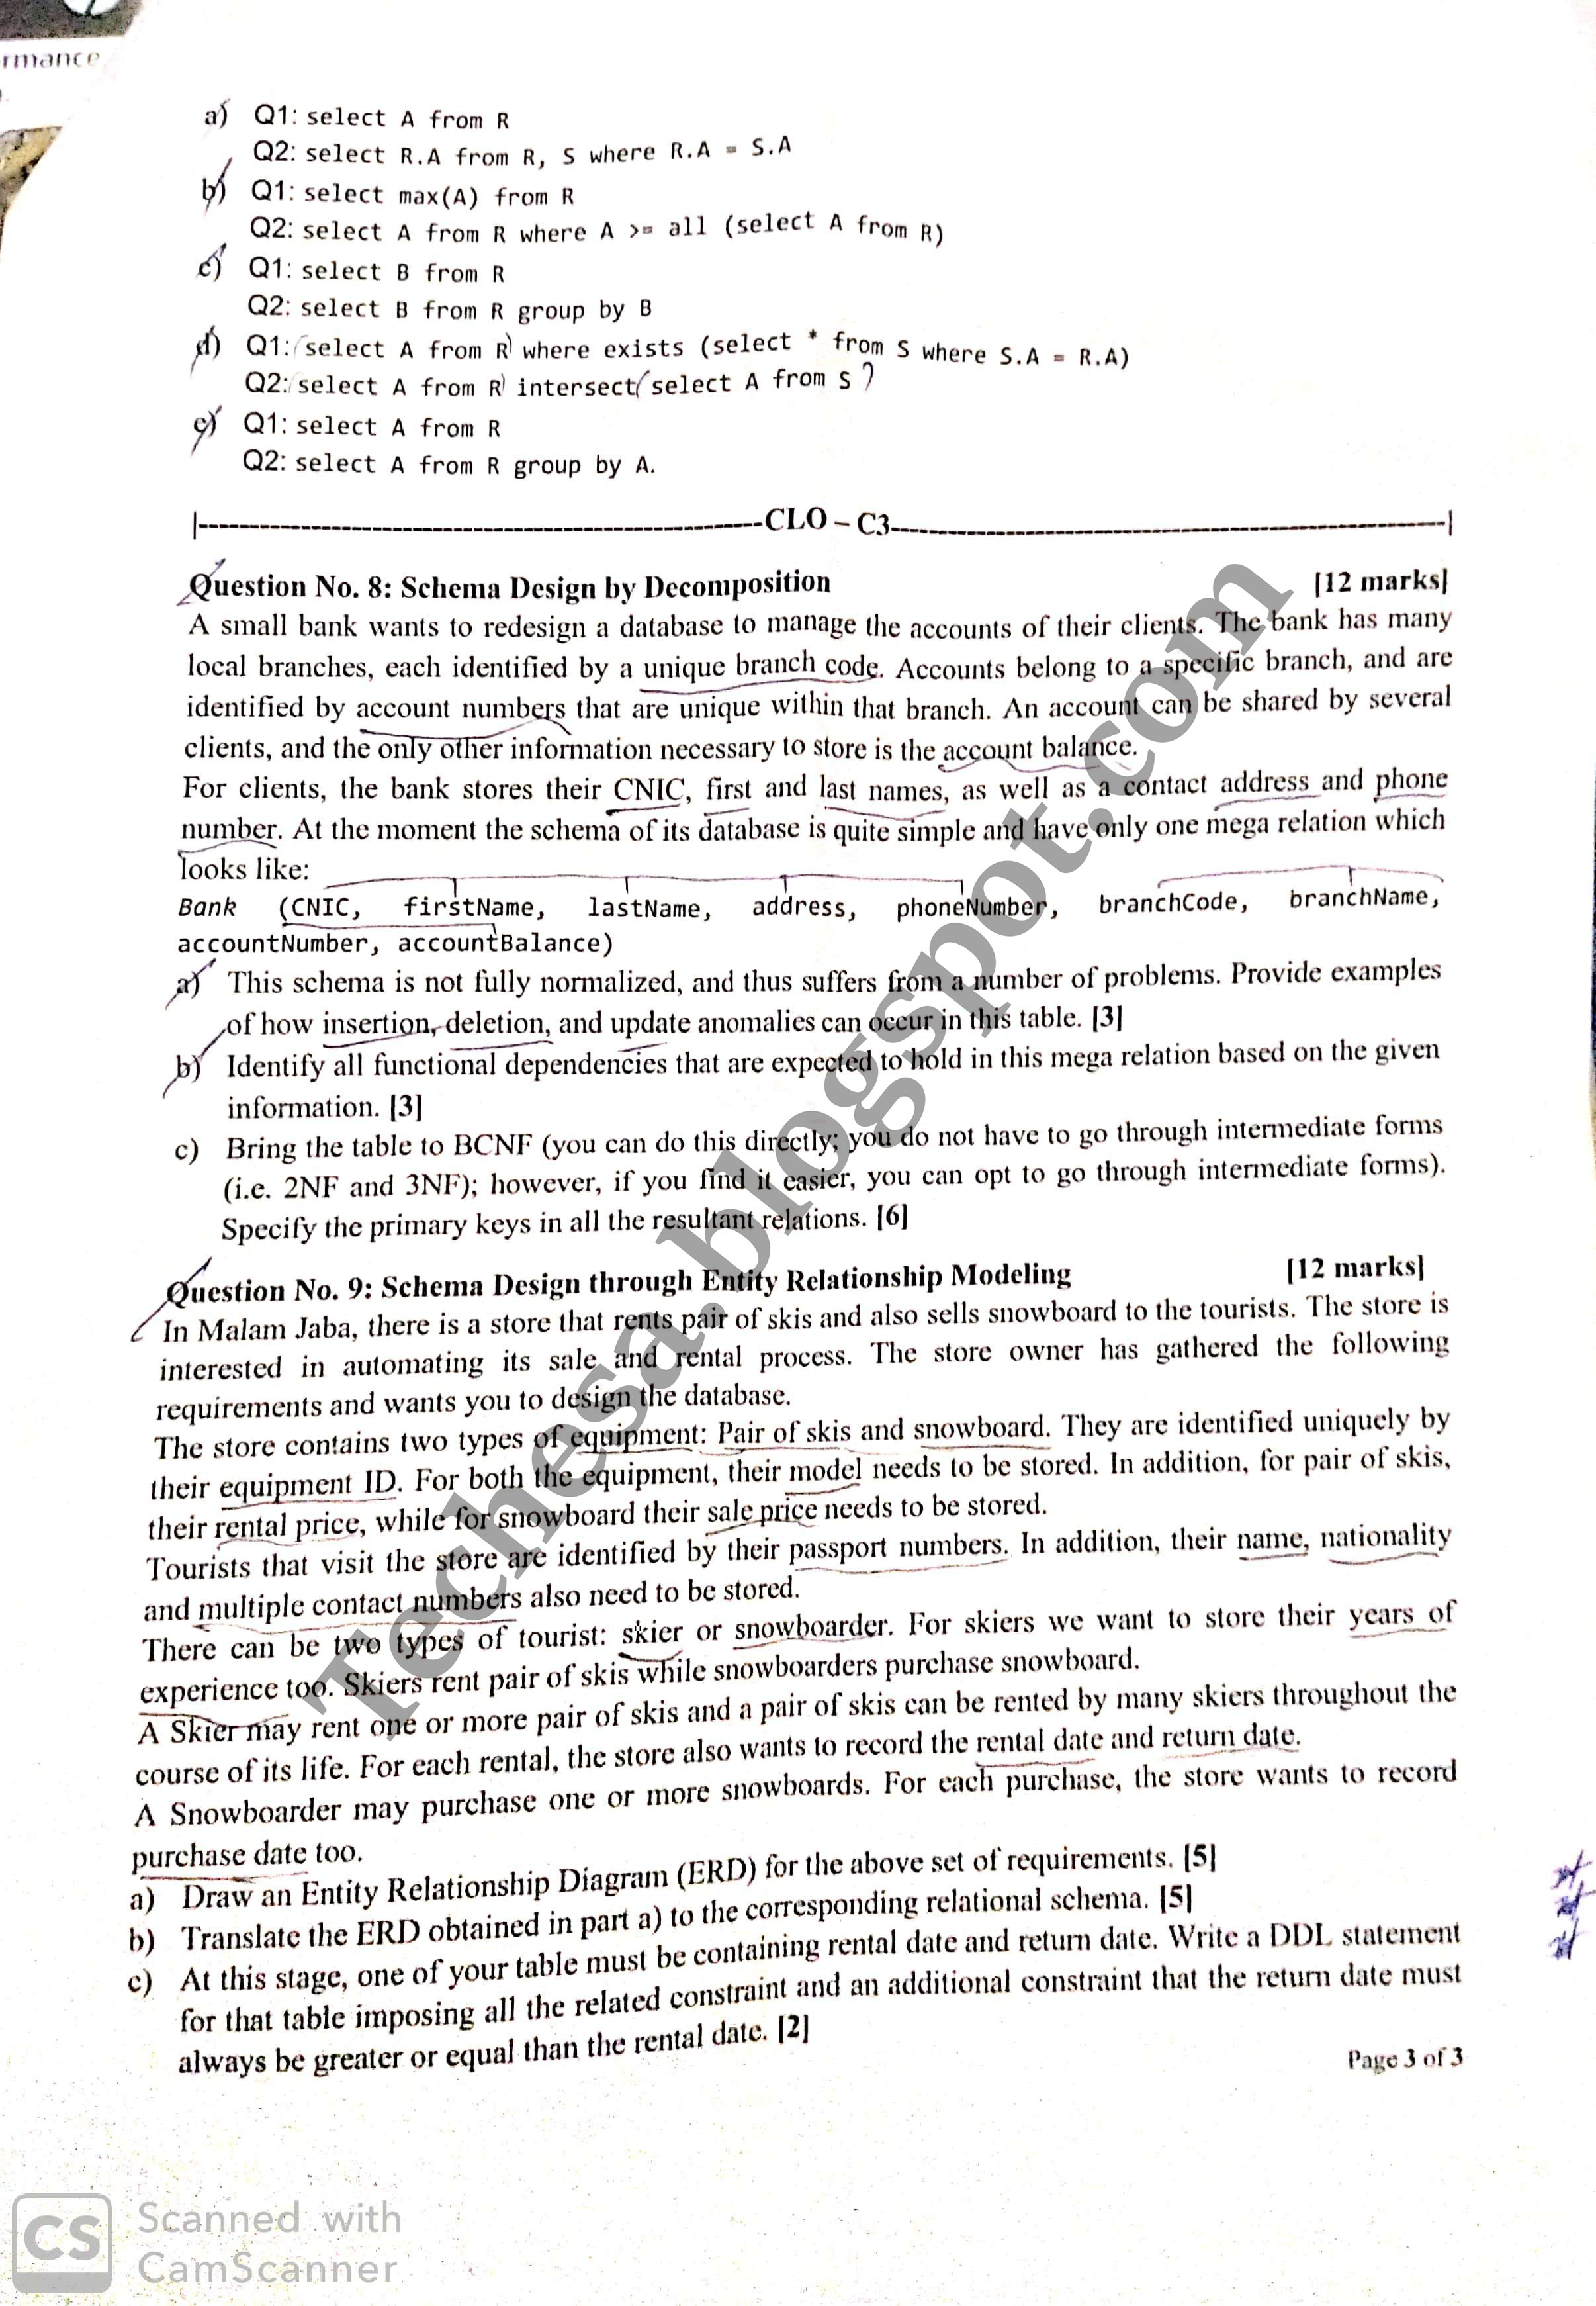 rmance
a) Q1: select A from R
Q2: select R.A from R, S where R.A = S.A
b) Q1: select max(A) from R
Q2: select A from R where A >= all (select A from R)
c) Q1: select B from R
Q2: select B from R group by B
d) Q1: (select A from R) where exists (select * from S where S.A = R.A)
Q2: (select A from R) intersect (select A from S)
e) Q1: select A from R
Q2: select A from R group by A.
|------------------------------CLO – C3------------------------------|
Question No. 8: Schema Design by Decomposition [12 marks]
A small bank wants to redesign a database to manage the accounts of their clients. The bank has many
local branches, each identified by a unique branch code. Accounts belong to a specific branch, and are
identified by account numbers that are unique within that branch. An account can be shared by several
clients, and the only other information necessary to store is the account balance.
For clients, the bank stores their CNIC, first and last names, as well as a contact address and phone
number. At the moment the schema of its database is quite simple and have only one mega relation which
looks like:
Bank (CNIC, firstName, lastName, address, phoneNumber, branchCode, branchName,
accountNumber, accountBalance)
a) This schema is not fully normalized, and thus suffers from a number of problems. Provide examples
of how insertion, deletion, and update anomalies can occur in this table. [3]
b) Identify all functional dependencies that are expected to hold in this mega relation based on the given
information. [3]
c) Bring the table to BCNF (you can do this directly; you do not have to go through intermediate forms
(i.e. 2NF and 3NF); however, if you find it easier, you can opt to go through intermediate forms).
Specify the primary keys in all the resultant relations. [6]
Question No. 9: Schema Design through Entity Relationship Modeling [12 marks]
In Malam Jaba, there is a store that rents pair of skis and also sells snowboard to the tourists. The store is
interested in automating its sale and rental process. The store owner has gathered the following
requirements and wants you to design the database.
The store contains two types of equipment: Pair of skis and snowboard. They are identified uniquely by
their equipment ID. For both the equipment, their model needs to be stored. In addition, for pair of skis,
their rental price, while for snowboard their sale price needs to be stored.
Tourists that visit the store are identified by their passport numbers. In addition, their name, nationality
and multiple contact numbers also need to be stored.
There can be two types of tourist: skier or snowboarder. For skiers we want to store their years of
experience too. Skiers rent pair of skis while snowboarders purchase snowboard.
A Skier may rent one or more pair of skis and a pair of skis can be rented by many skiers throughout the
course of its life. For each rental, the store also wants to record the rental date and return date.
A Snowboarder may purchase one or more snowboards. For each purchase, the store wants to record
purchase date too.
a) Draw an Entity Relationship Diagram (ERD) for the above set of requirements. [5]
b) Translate the ERD obtained in part a) to the corresponding relational schema. [5]
c) At this stage, one of your table must be containing rental date and return date. Write a DDL statement
for that table imposing all the related constraint and an additional constraint that the return date must
always be greater or equal than the rental date. [2]
Page 3 of 3
Techesa.blogspot.com
CS Scanned with
CamScanner